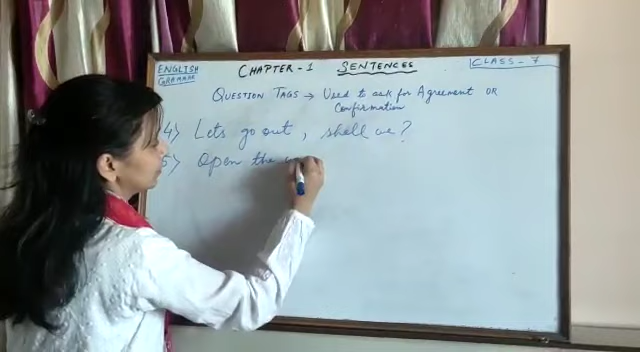 ENGLISH GRAMMAR
CHAPTER-1 SENTENCES
CLASS-7
QUESTION TAGS → Used to ask for Agreement OR
Confirmation
4) Lets go out, shall we?
5) Open the